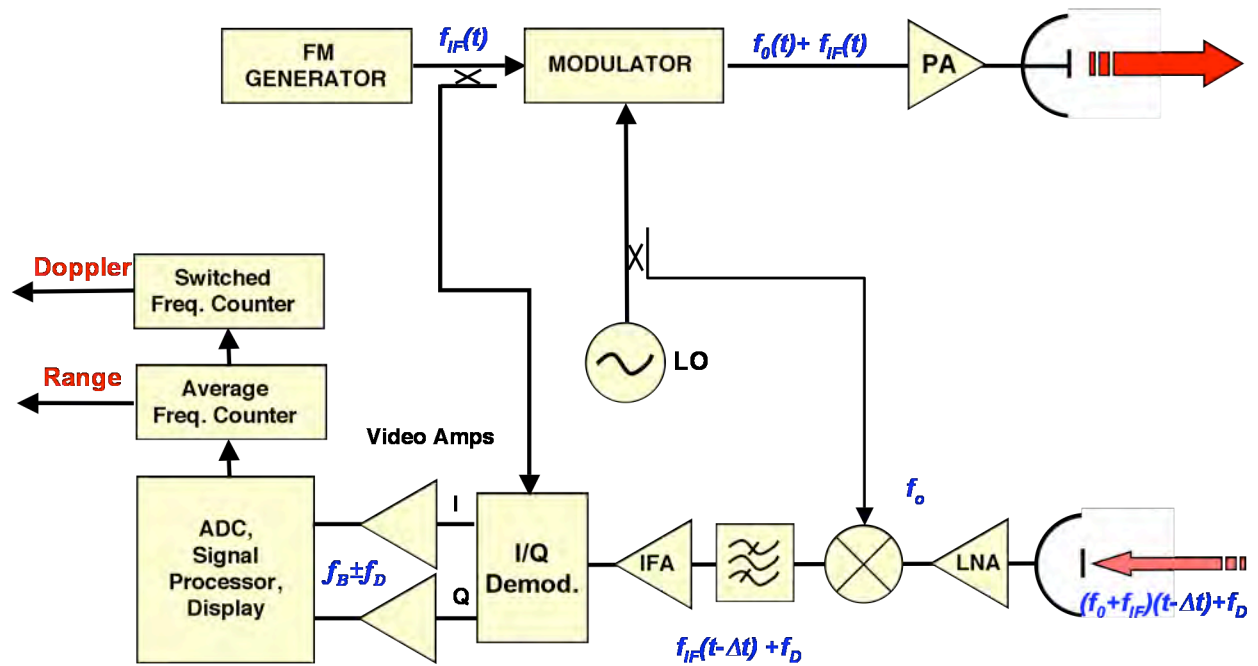 FM
GENERATOR
f_IF(t)
MODULATOR
f_0(t)+ f_IF(t)
PA
Doppler
Switched
Freq. Counter
LO
Range
Average
Freq. Counter
Video Amps
ADC,
Signal
Processor,
Display
f_B±f_D
I
Q
I/Q
Demod.
IFA
f_o
LNA
(f_0+f_IF)(t-Δt)+f_D
f_IF(t-Δt) +f_D